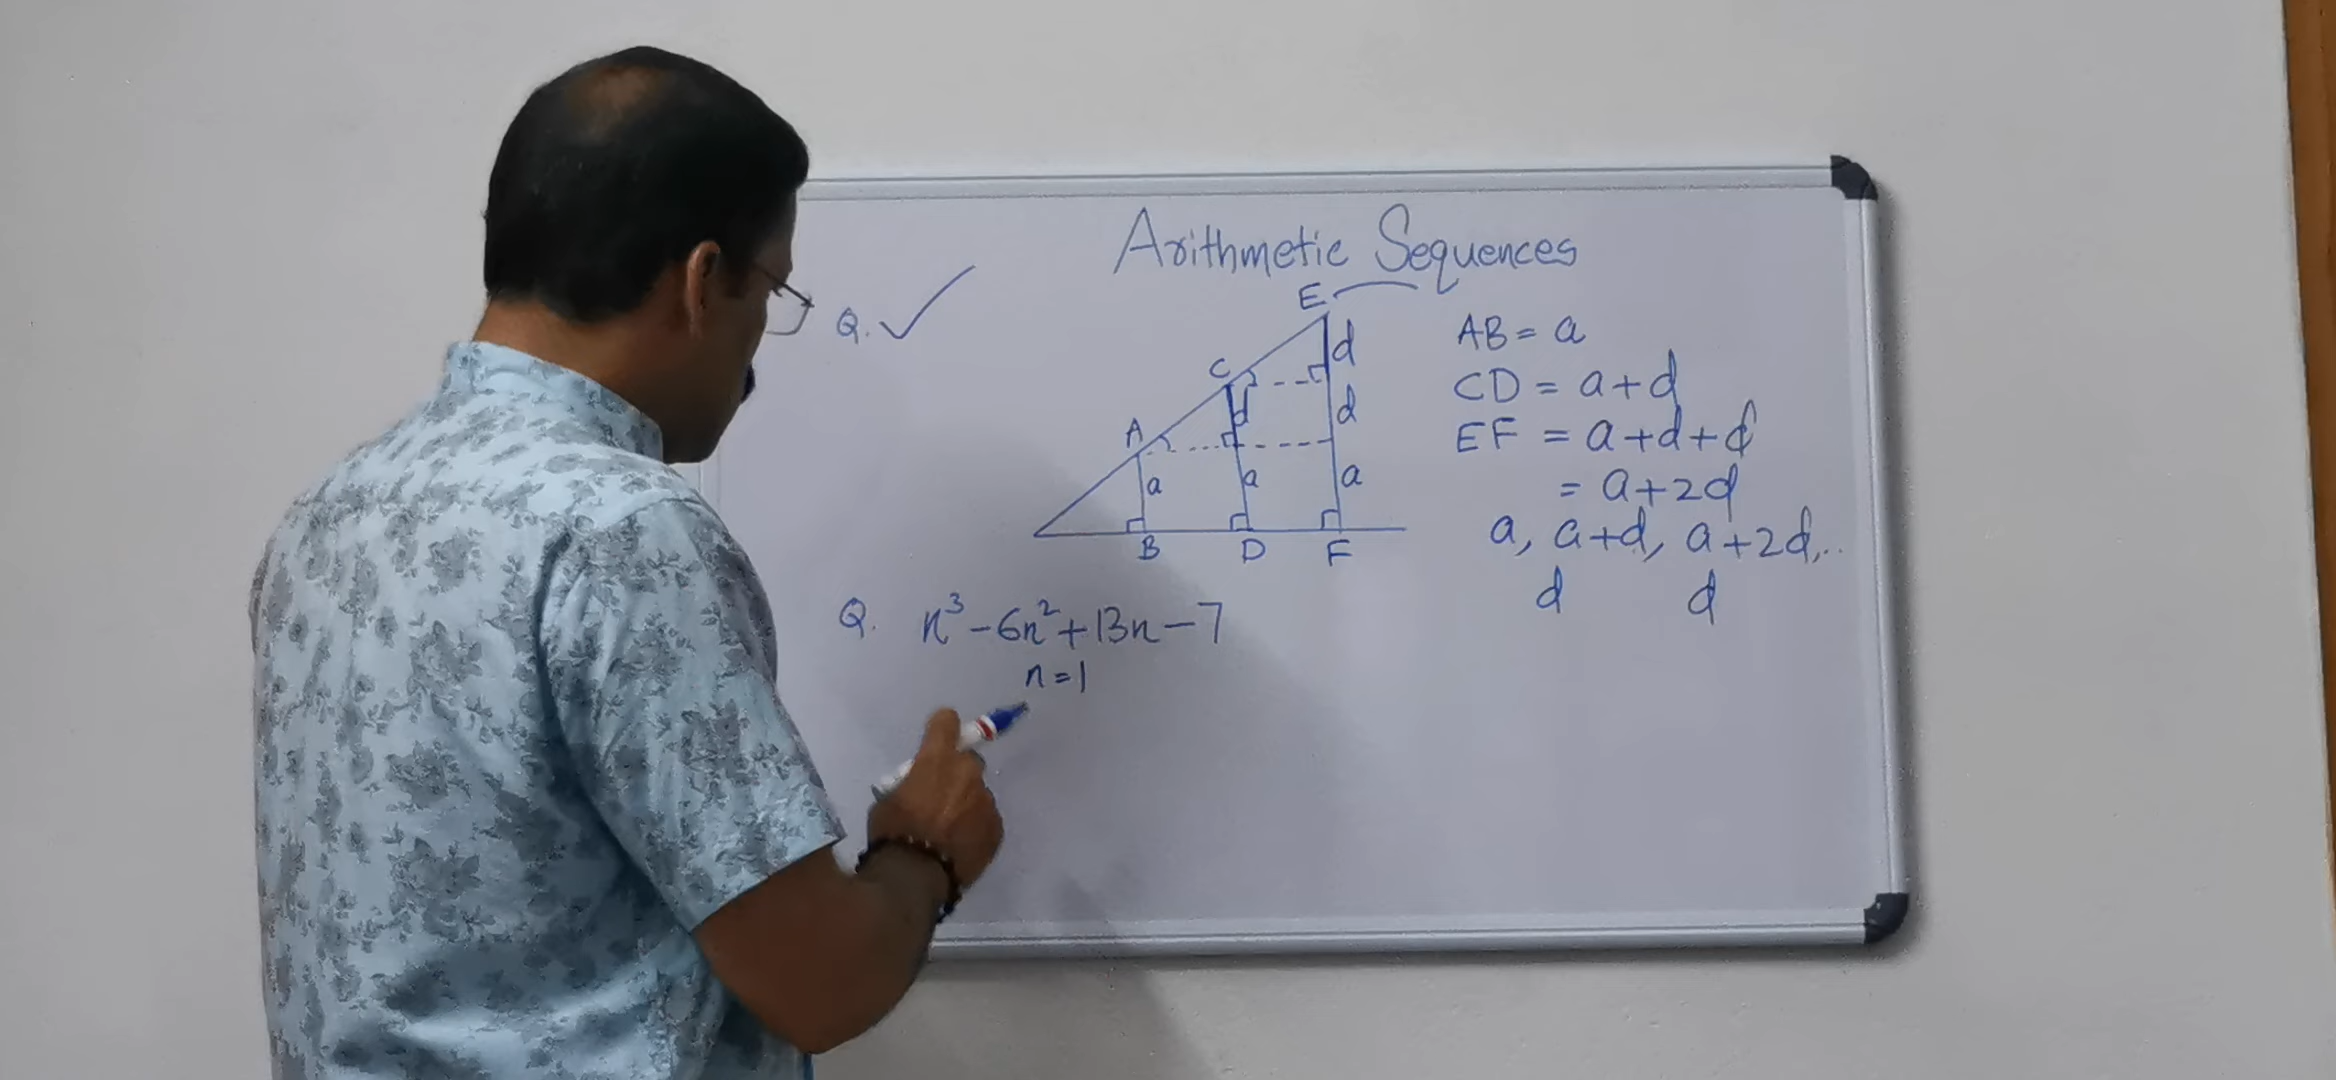 Arithmetic Sequences
Q. ✓
E
d
C
d
d
A
a
a
a
B D F
AB = a
CD = a+d
EF = a+d+d
= a+2d
a, a+d, a+2d,..
d d
Q. n³-6n²+13n-7
n=1